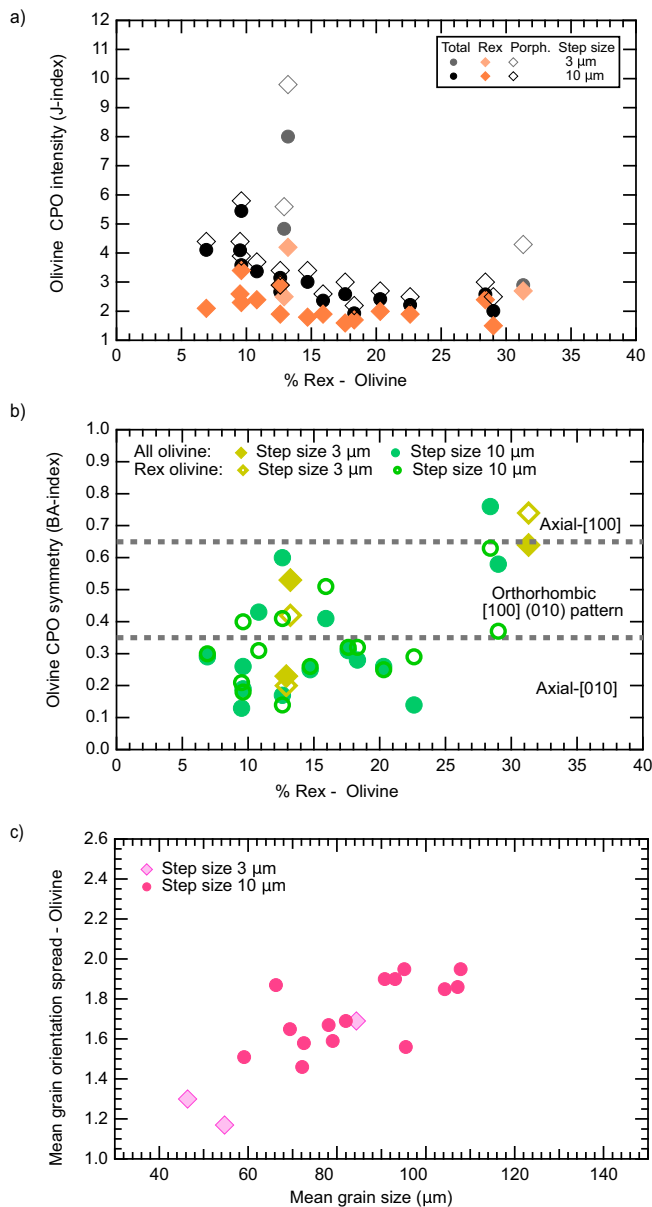 a)
12
11
10
9
8
7
6
5
4
3
2
1
Olivine CPO intensity (J-index)
Total Rex Porph. Step size
3 µm
10 µm
0 5 10 15 20 25 30 35 40
% Rex - Olivine
b)
1.0
0.9
0.8
0.7
0.6
0.5
0.4
0.3
0.2
0.1
0.0
Olvine CPO symmetry (BA-index)
All olivine: Step size 3 µm Step size 10 µm
Rex olivine: Step size 3 µm Step size 10 µm
Axial-[100]
Orthorhombic
[100] (010) pattern
Axial-[010]
0 5 10 15 20 25 30 35 40
% Rex - Olivine
c)
2.6
2.4
2.2
2.0
1.8
1.6
1.4
1.2
1.0
Mean grain orientation spread - Olivine
Step size 3 µm
Step size 10 µm
40 60 80 100 120 140
Mean grain size (µm)